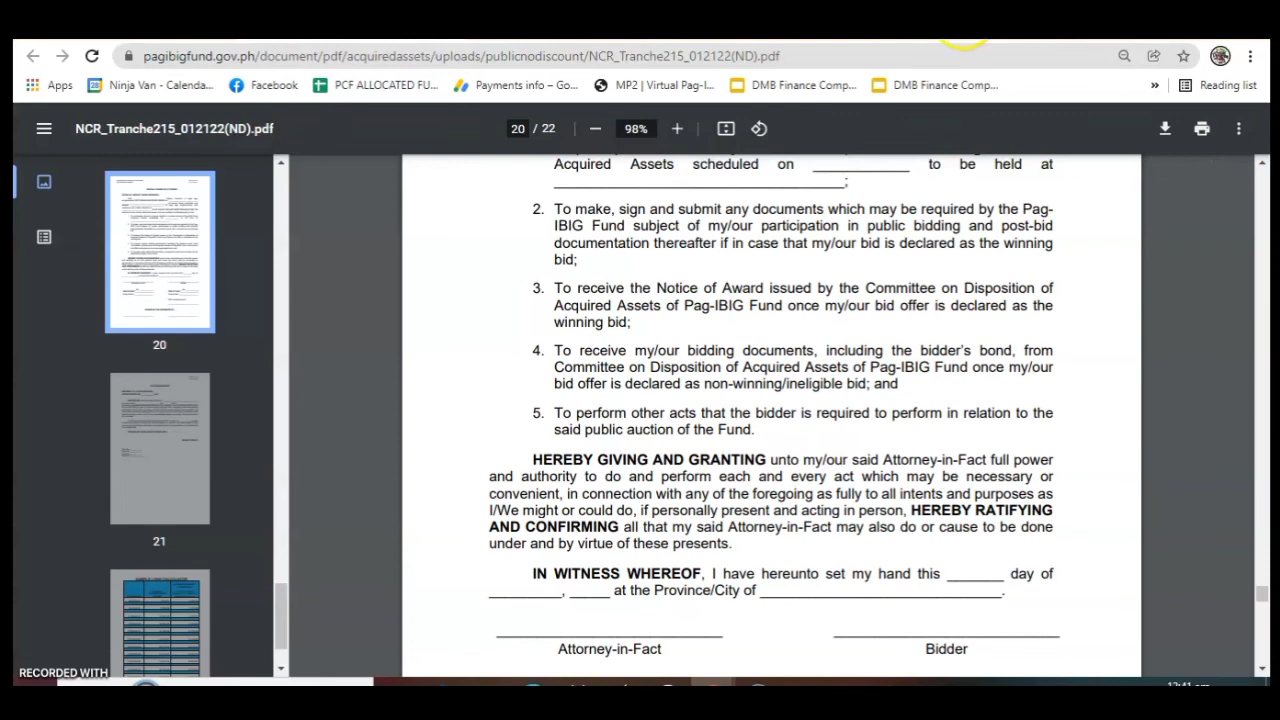 pagibigfund.gov.ph/document/pdf/acquiredassets/uploads/publicnodiscount/NCR_Tranche215_012122(ND).pdf
Apps Ninja Van - Calenda... Facebook PCF ALLOCATED FU... Payments info – Go... MP2 | Virtual Pag-I... DMB Finance Comp... DMB Finance Comp... » Reading list
NCR_Tranche215_012122(ND).pdf 20 / 22 — 98% +
Acquired Assets scheduled on ____________ to be held at
____________________________________;
2. To make, sign and submit any documents which may be required by the Pag-
IBIG Fund subject of my/our participation in public bidding and post-bid
documentation thereafter if in case that my/our bid is declared as the winning
bid;
3. To receive the Notice of Award issued by the Committee on Disposition of
Acquired Assets of Pag-IBIG Fund once my/our bid offer is declared as the
winning bid;
4. To receive my/our bidding documents, including the bidder's bond, from
Committee on Disposition of Acquired Assets of Pag-IBIG Fund once my/our
bid offer is declared as non-winning/ineligible bid; and
5. To perform other acts that the bidder is required to perform in relation to the
said public auction of the Fund.
HEREBY GIVING AND GRANTING unto my/our said Attorney-in-Fact full power
and authority to do and perform each and every act which may be necessary or
convenient, in connection with any of the foregoing as fully to all intents and purposes as
I/We might or could do, if personally present and acting in person, HEREBY RATIFYING
AND CONFIRMING all that my said Attorney-in-Fact may also do or cause to be done
under and by virtue of these presents.
IN WITNESS WHEREOF, I have hereunto set my hand this _______ day of
_________, _____ at the Province/City of ______________________________.
Attorney-in-Fact Bidder
20
21
RECORDED WITH